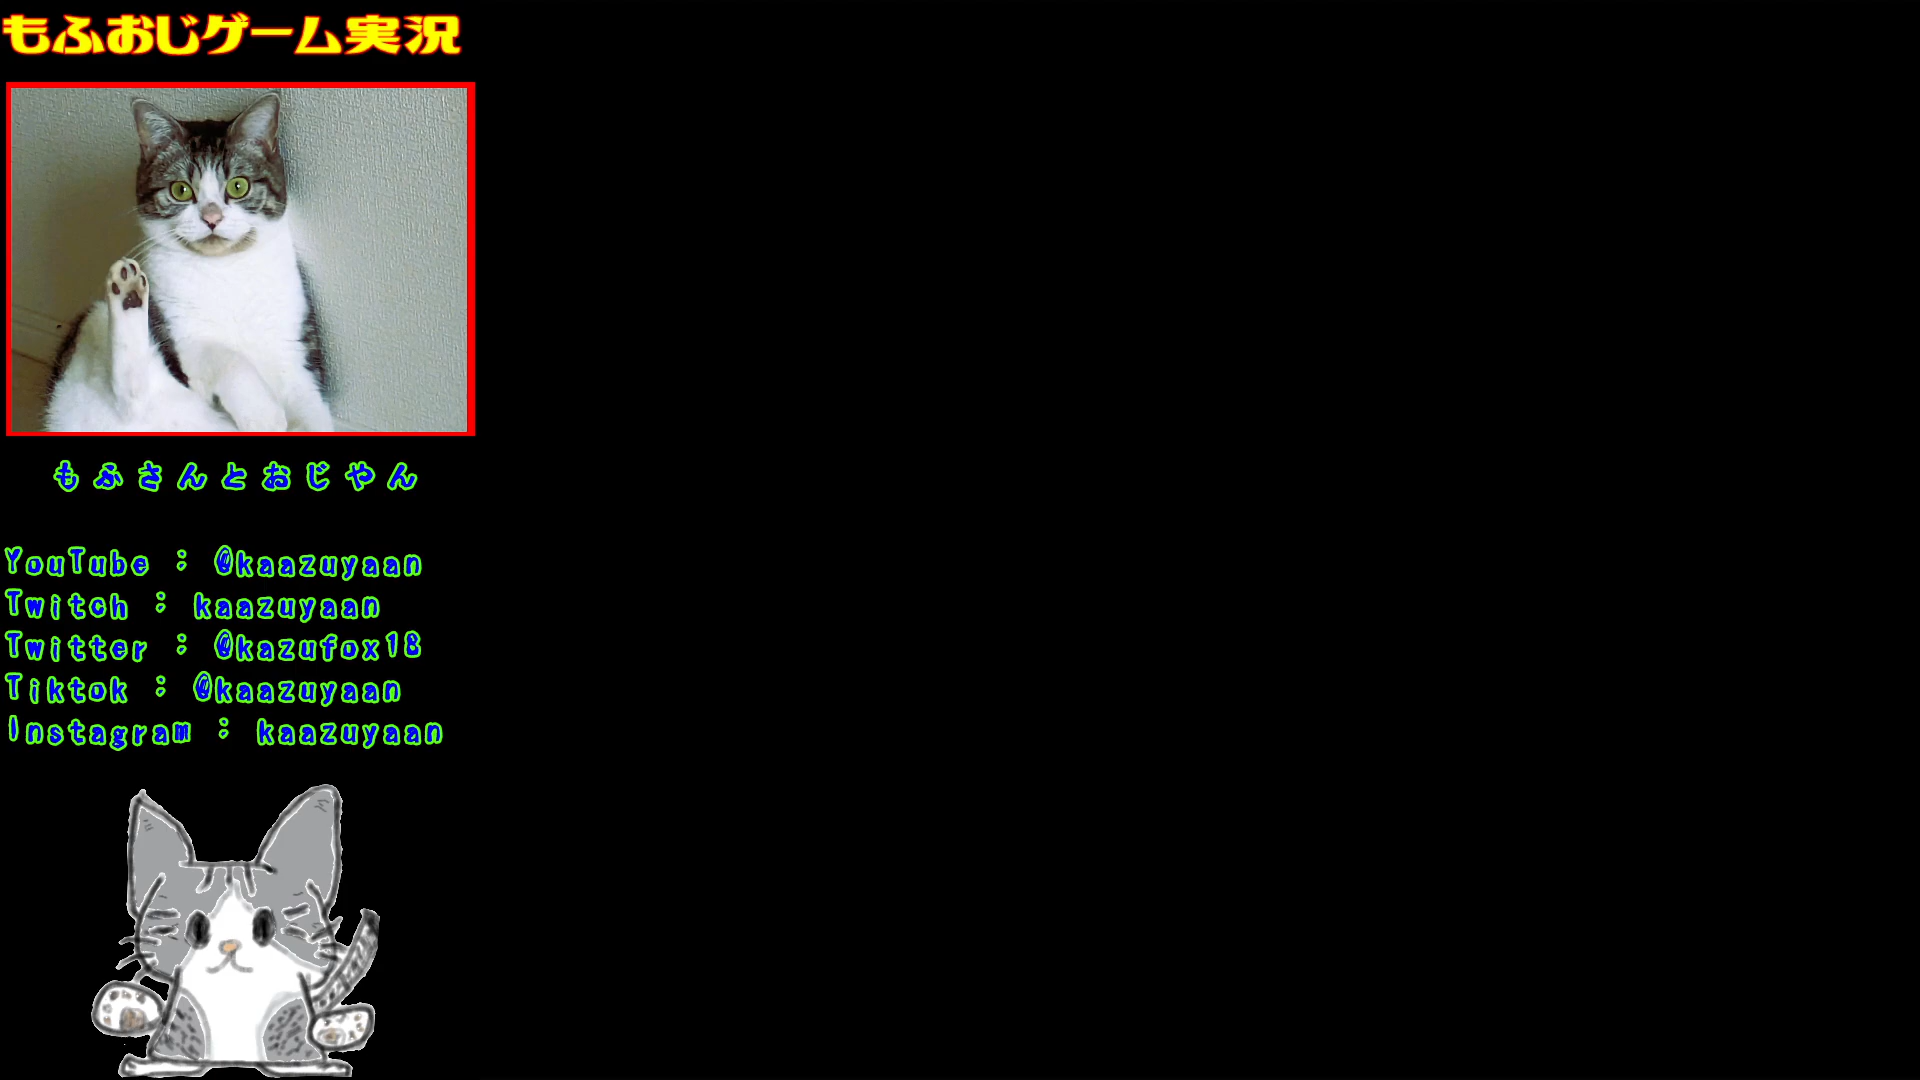 もふおじゲーム実況
もふさんとおじやん
YouTube : @kaazuyaan
Twitch : kaazuyaan
Twitter : @kazufox18
Tiktok : @kaazuyaan
Instagram : kaazuyaan